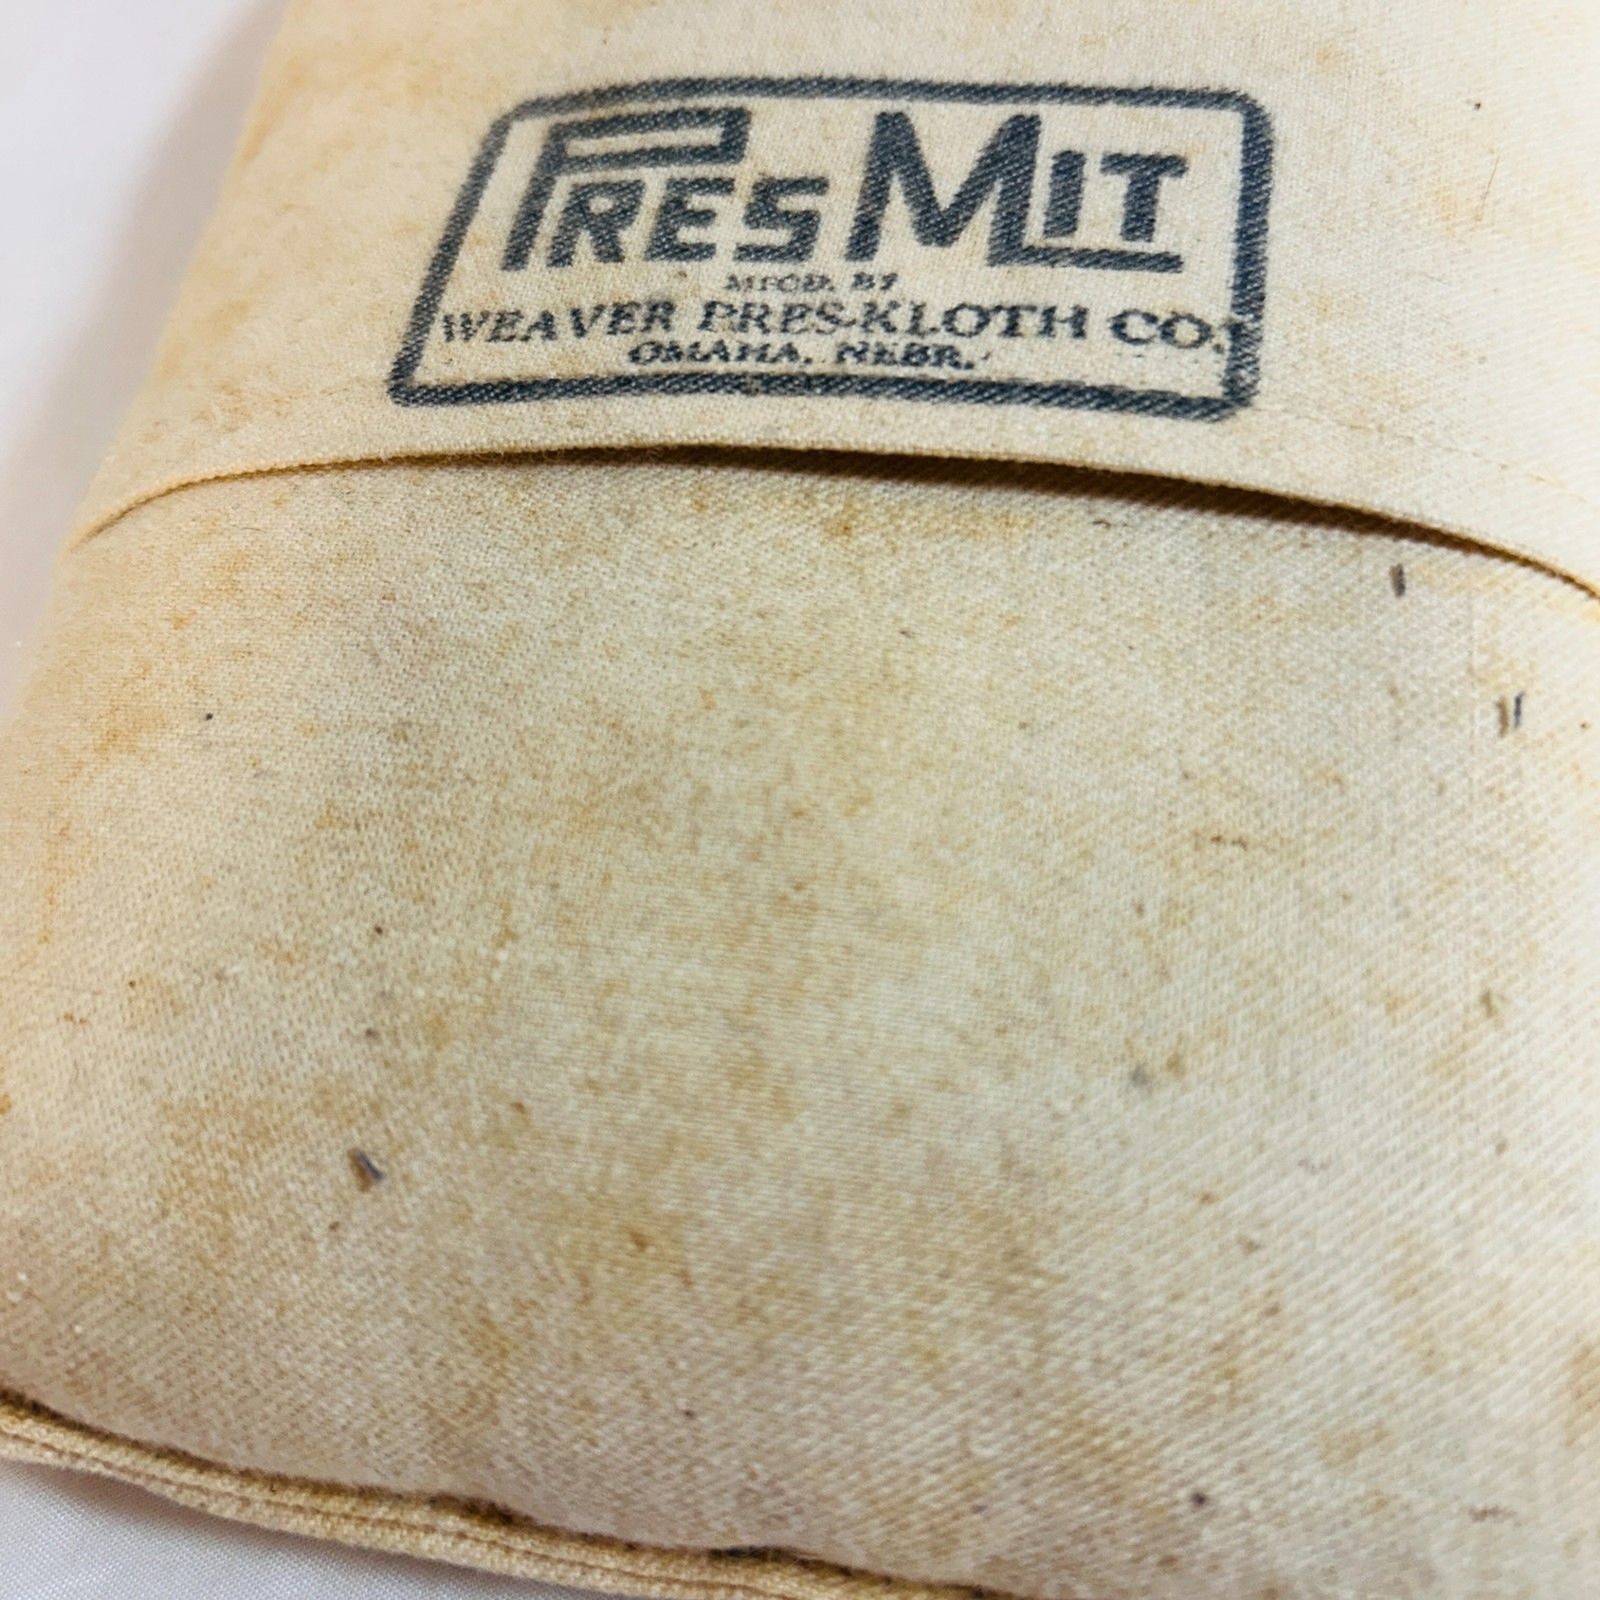 PRES MIT
MFGD. BY
WEAVER PRES-KLOTH CO.
OMAHA, NEBR.